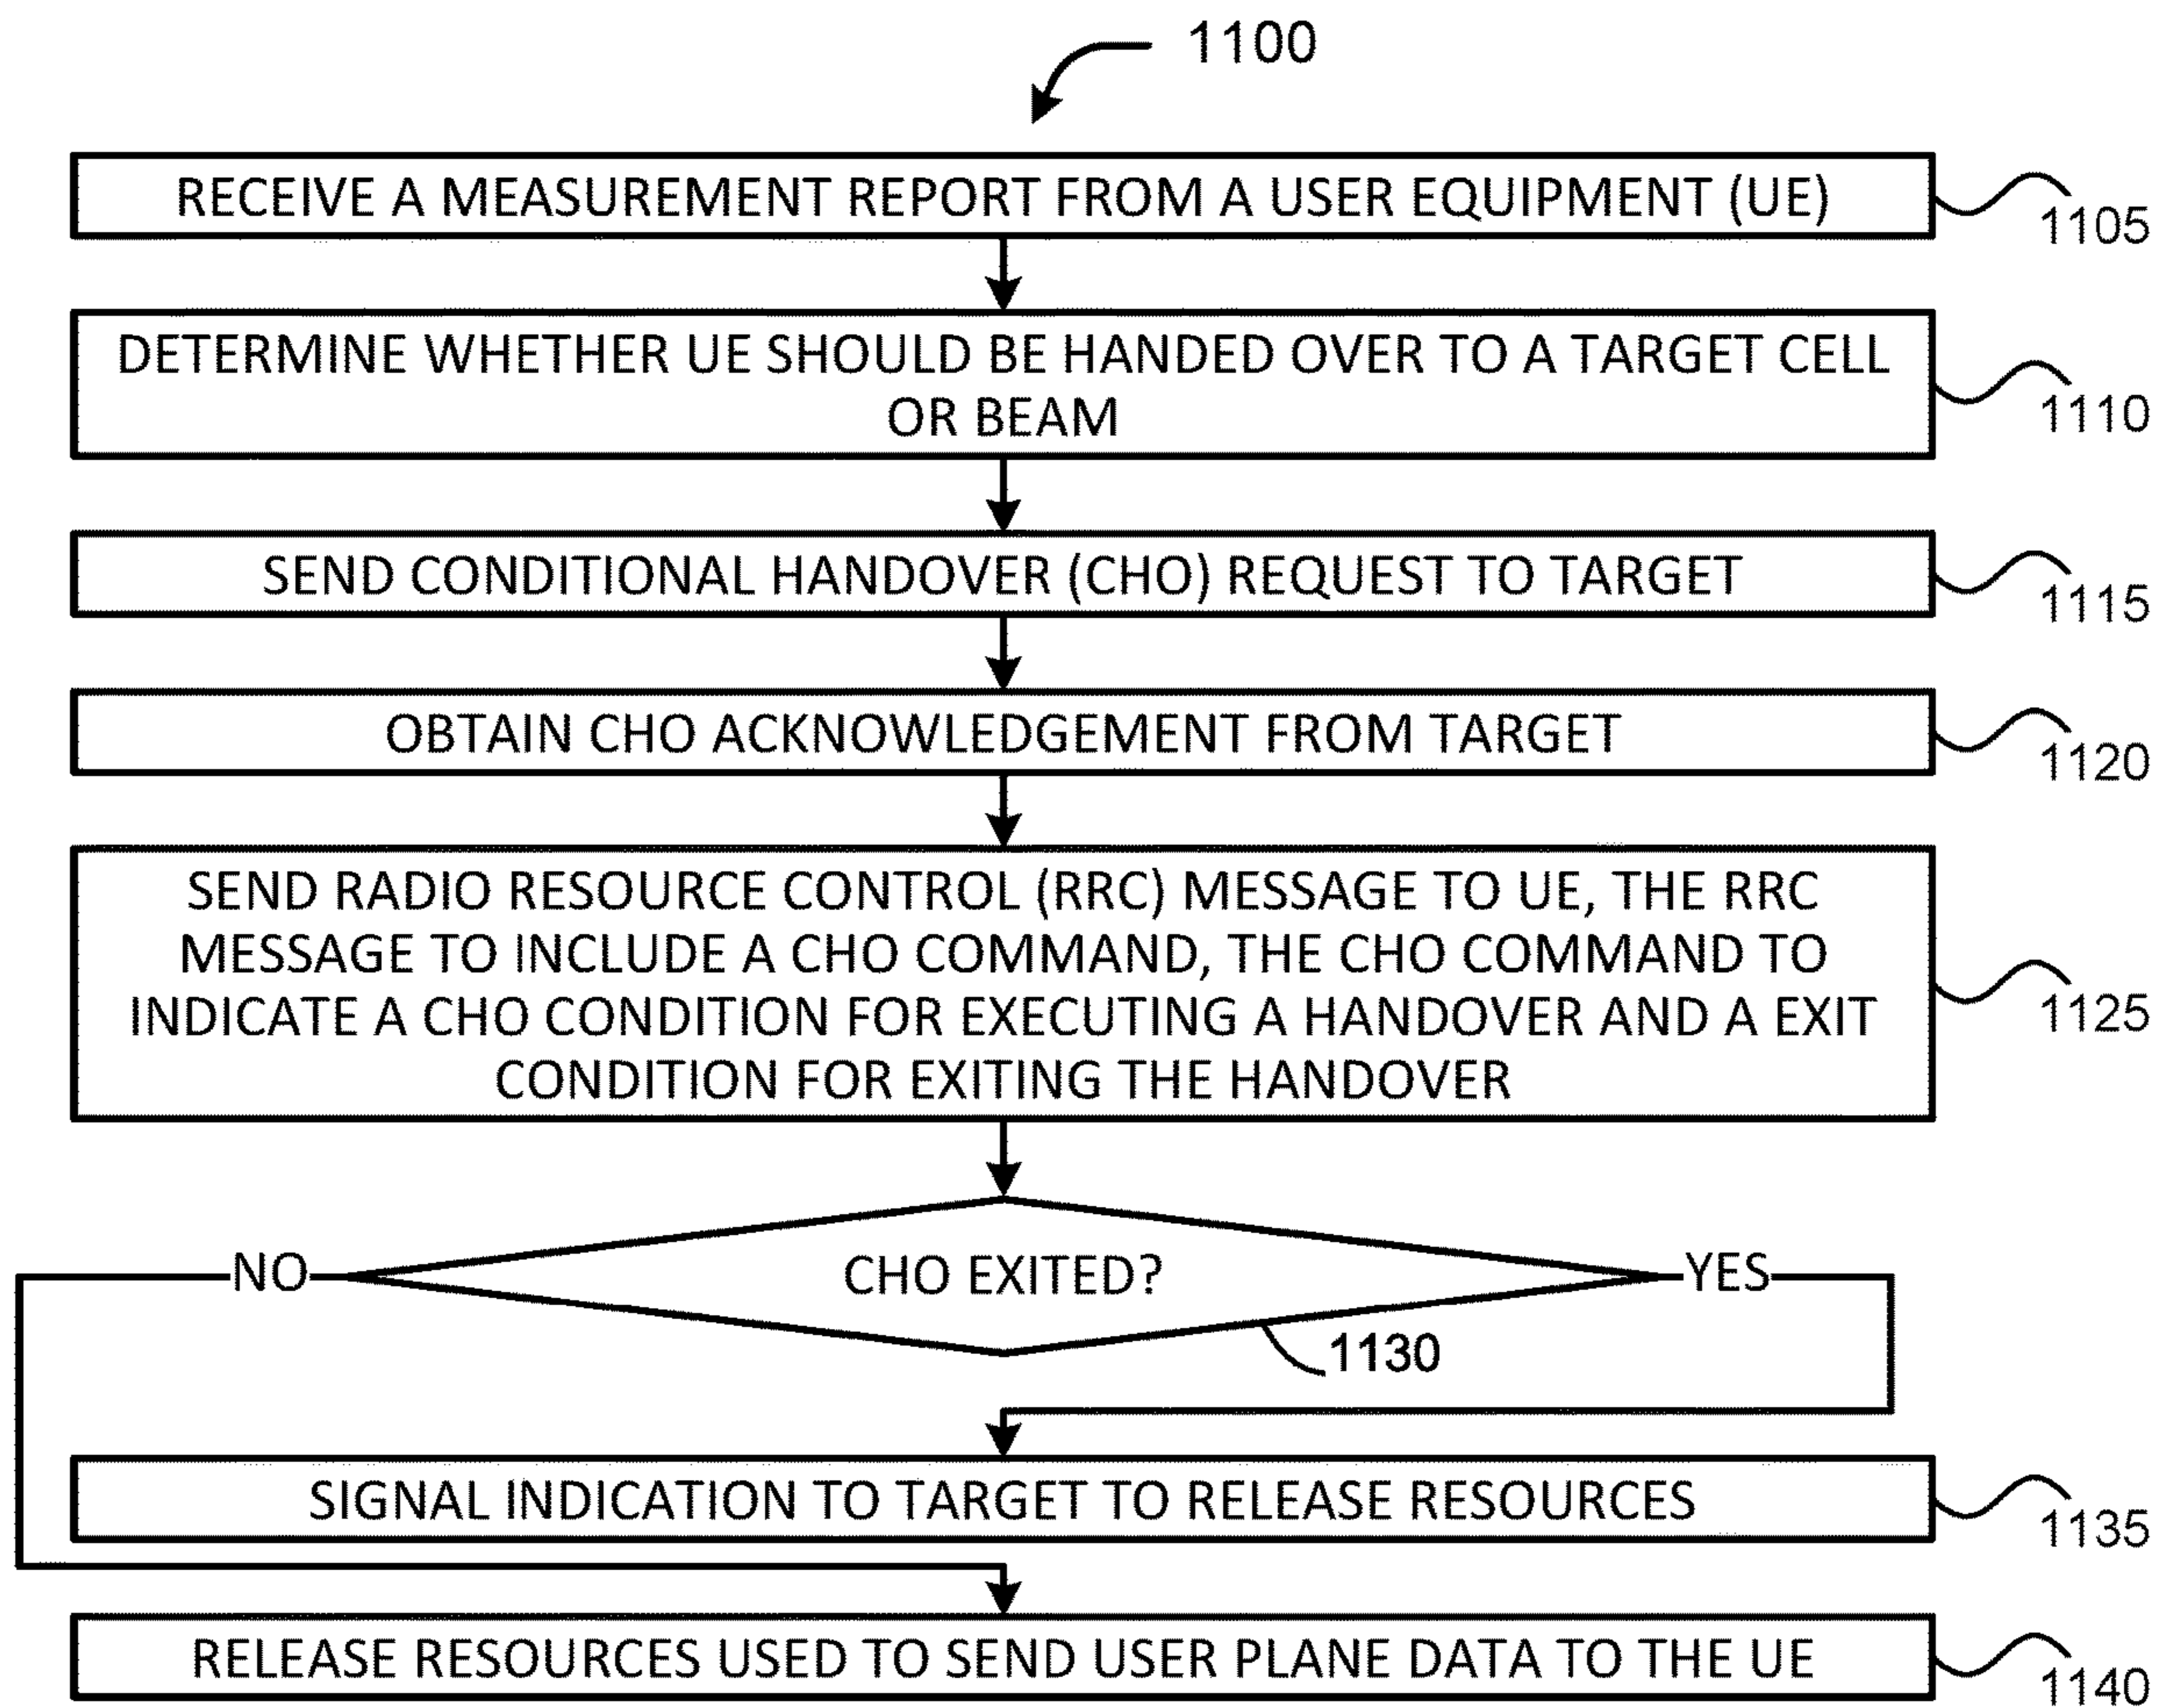 1100
RECEIVE A MEASUREMENT REPORT FROM A USER EQUIPMENT (UE)
1105
DETERMINE WHETHER UE SHOULD BE HANDED OVER TO A TARGET CELL
OR BEAM
1110
SEND CONDITIONAL HANDOVER (CHO) REQUEST TO TARGET
1115
OBTAIN CHO ACKNOWLEDGEMENT FROM TARGET
1120
SEND RADIO RESOURCE CONTROL (RRC) MESSAGE TO UE, THE RRC
MESSAGE TO INCLUDE A CHO COMMAND, THE CHO COMMAND TO
INDICATE A CHO CONDITION FOR EXECUTING A HANDOVER AND A EXIT
CONDITION FOR EXITING THE HANDOVER
1125
NO
CHO EXITED?
YES
1130
SIGNAL INDICATION TO TARGET TO RELEASE RESOURCES
1135
RELEASE RESOURCES USED TO SEND USER PLANE DATA TO THE UE
1140